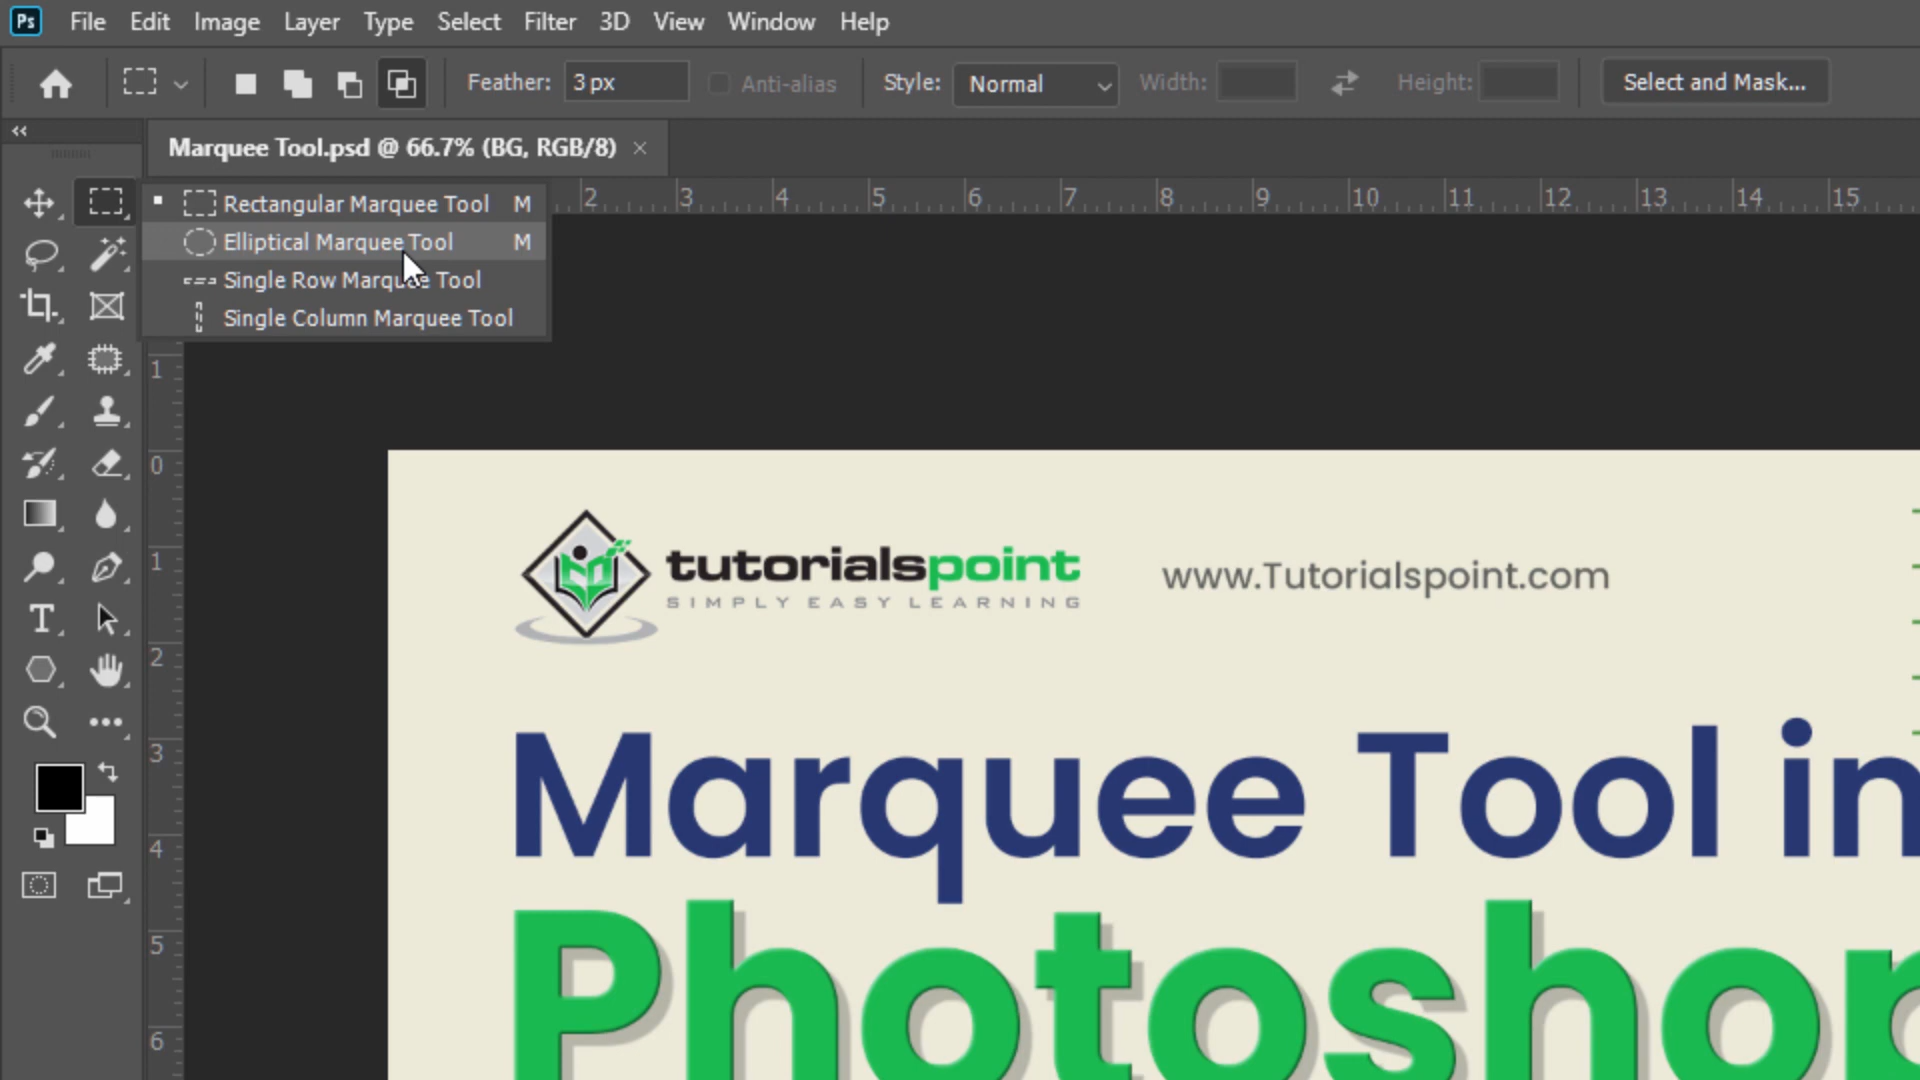 Ps File Edit Image Layer Type Select Filter 3D View Window Help
Feather: 3 px Anti-alias Style: Normal Width: Height: Select and Mask...
Marquee Tool.psd @ 66.7% (BG, RGB/8) ×
2 3 4 5 6 7 8 9 10 11 12 13 14 15
Rectangular Marquee Tool M
Elliptical Marquee Tool M
Single Row Marquee Tool
Single Column Marquee Tool
1
0
1
2
3
4
5
6
tutorialspoint
SIMPLY EASY LEARNING
www.Tutorialspoint.com
Marquee Tool in
Photoshop